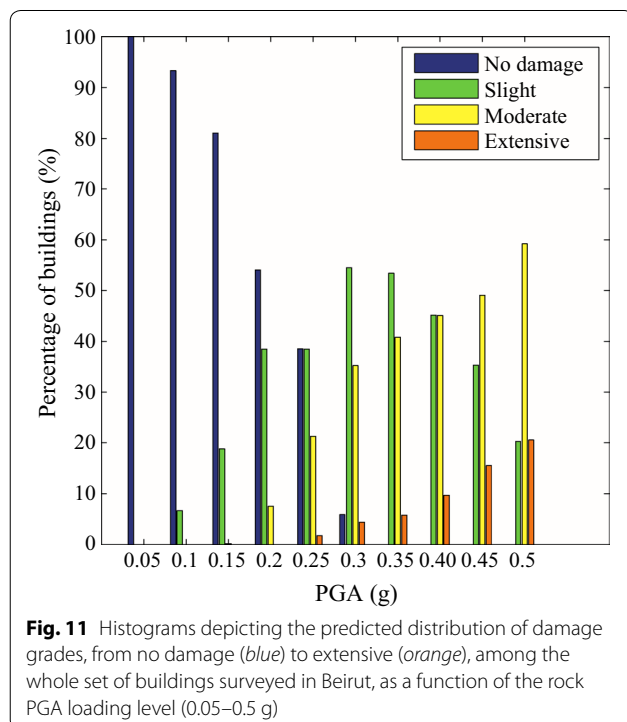 100
90
80
70
60
50
40
30
20
10
0
Percentage of buildings (%)
No damage
Slight
Moderate
Extensive
0.05 0.1 0.15 0.2 0.25 0.3 0.35 0.40 0.45 0.5
PGA (g)
Fig. 11 Histograms depicting the predicted distribution of damage
grades, from no damage (blue) to extensive (orange), among the
whole set of buildings surveyed in Beirut, as a function of the rock
PGA loading level (0.05–0.5 g)